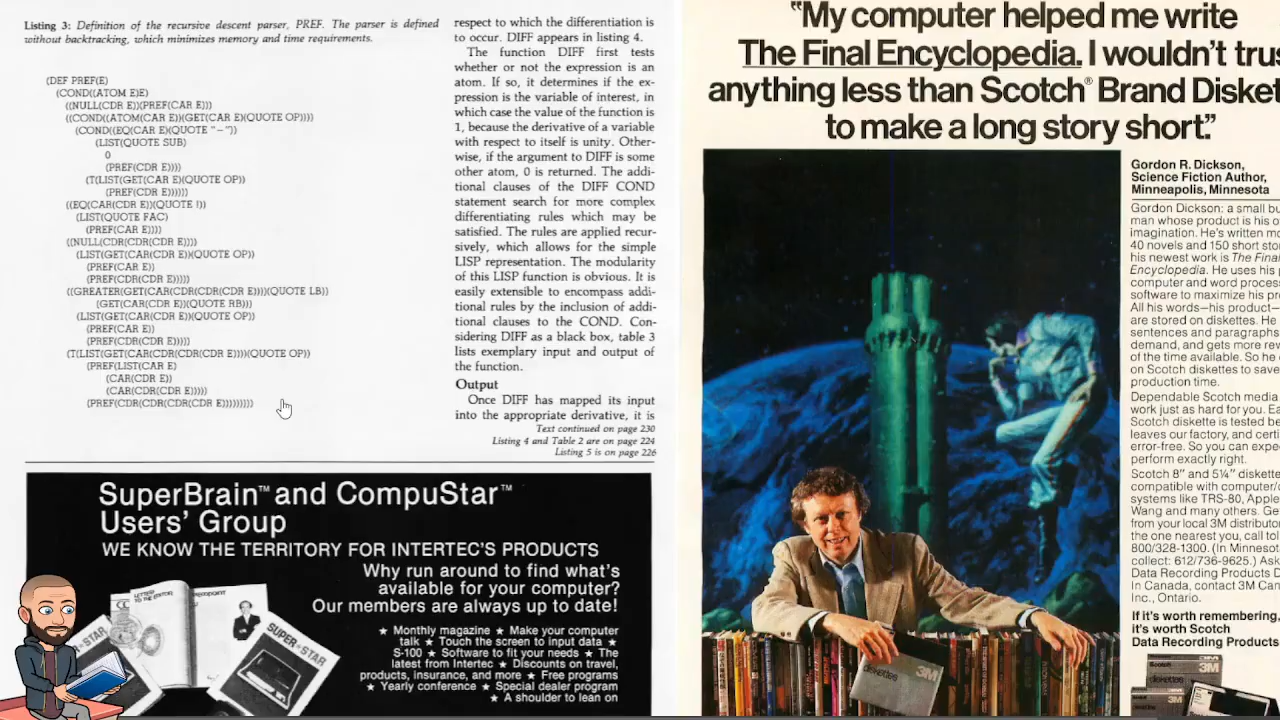 Listing 3: Definition of the recursive descent parser, PREF. The parser is defined
without backtracking, which minimizes memory and time requirements.
(DEF PREF(E)
(COND((ATOM E)E)
((NULL(CDR E))(PREF(CAR E)))
((COND((ATOM(CAR E))(GET(CAR E)(QUOTE OP))))
(COND((EQ(CAR E)(QUOTE "–"))
(LIST(QUOTE SUB)
0
(PREF(CDR E))))
(T(LIST(GET(CAR E)(QUOTE OP))
(PREF(CDR E))))))
((EQ(CAR E)(QUOTE !))
(LIST(QUOTE FAC)
(PREF(CAR E))))
((NULL(CDR(CDR(CDR E))))
(LIST(GET(CAR(CDR E))(QUOTE OP))
(PREF(CAR E))
(PREF(CDR(CDR E)))))
((GREATER(GET(CAR(CDR(CDR(CDR E))))(QUOTE LB))
(GET(CAR(CDR E))(QUOTE RB)))
(LIST(GET(CAR(CDR E))(QUOTE OP))
(PREF(CAR E))
(PREF(CDR(CDR E)))))
(T(LIST(GET(CAR(CDR(CDR(CDR E))))(QUOTE OP))
(PREF(LIST(CAR E)
(CAR(CDR E))
(CAR(CDR(CDR E)))))
(PREF(CDR(CDR(CDR(CDR E)))))))))
respect to which the differentiation is
to occur. DIFF appears in listing 4.
The function DIFF first tests
whether or not the expression is an
atom. If so, it determines if the ex-
pression is the variable of interest, in
which case the value of the function is
1, because the derivative of a variable
with respect to itself is unity. Other-
wise, if the argument to DIFF is some
other atom, 0 is returned. The addi-
tional clauses of the DIFF COND
statement search for more complex
differentiating rules which may be
satisfied. The rules are applied recur-
sively, which allows for the simple
LISP representation. The modularity
of this LISP function is obvious. It is
easily extensible to encompass addi-
tional rules by the inclusion of addi-
tional clauses to the COND. Con-
sidering DIFF as a black box, table 3
lists exemplary input and output of
the function.
Output
Once DIFF has mapped its input
into the appropriate derivative, it is
Text continued on page 230
Listing 4 and Table 2 are on page 224
Listing 5 is on page 226
SuperBrain™ and CompuStar™
Users' Group
WE KNOW THE TERRITORY FOR INTERTEC'S PRODUCTS
Why run around to find what's
available for your computer?
Our members are always up to date!
★ Monthly magazine ★ Make your computer
talk ★ Touch the screen to input data ★
S-100 ★ Software to fit your needs ★ The
latest from Intertec ★ Discounts on travel,
products, insurance, and more ★ Free programs
★ Yearly conference ★ Special dealer program
★ A shoulder to lean on
LETTERS TO THE EDITOR
STAR
SUPER-STAR
"My computer helped me write
The Final Encyclopedia. I wouldn't trus
anything less than Scotch® Brand Disket
to make a long story short."
Gordon R. Dickson,
Science Fiction Author,
Minneapolis, Minnesota
Gordon Dickson: a small bu
man whose product is his o
imagination. He's written mo
40 novels and 150 short sto
his newest work is The Final
Encyclopedia. He uses his
computer and word process
software to maximize his pr
All his words—his product—
are stored on diskettes. He
sentences and paragraphs
demand, and gets more rev
of the time available. So he
on Scotch diskettes to save
production time.
Dependable Scotch media
work just as hard for you. Ea
Scotch diskette is tested be
leaves our factory, and certi
error-free. So you can expe
perform exactly right.
Scotch 8" and 5¼" diskette
compatible with computer/
systems like TRS-80, Apple
Wang and many others. Get
from your local 3M distributo
the one nearest you, call tol
800/328-1300. (In Minneso
collect: 612/736-9625.) Ask
Data Recording Products D
In Canada, contact 3M Can
Inc., Ontario.
If it's worth remembering,
it's worth Scotch
Data Recording Products
diskettes 3M
Scotch 3M
diskettes